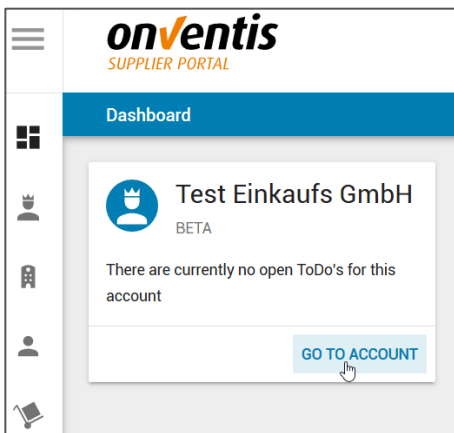 onventis
SUPPLIER PORTAL
Dashboard
Test Einkaufs GmbH
BETA
There are currently no open ToDo's for this
account
GO TO ACCOUNT